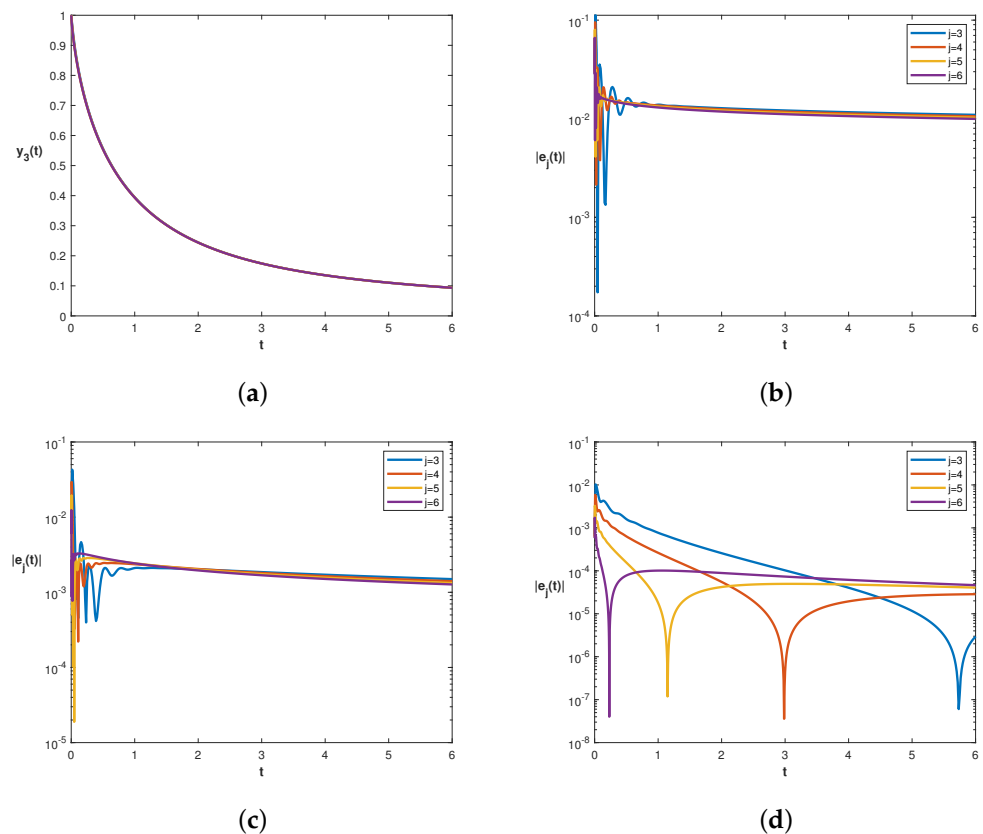 1
0.9
0.8
0.7
0.6
y_3(t) 0.5
0.4
0.3
0.2
0.1
0
0 1 2 3 4 5 6
t
(a)
10^-1
10^-2
|e_j(t)|
10^-3
10^-4
0 1 2 3 4 5 6
t
j=3
j=4
j=5
j=6
(b)
10^-1
10^-2
|e_j(t)|
10^-3
10^-4
10^-5
0 1 2 3 4 5 6
t
j=3
j=4
j=5
j=6
(c)
10^-1
10^-2
10^-3
10^-4
|e_j(t)|
10^-5
10^-6
10^-7
10^-8
0 1 2 3 4 5 6
t
j=3
j=4
j=5
j=6
(d)